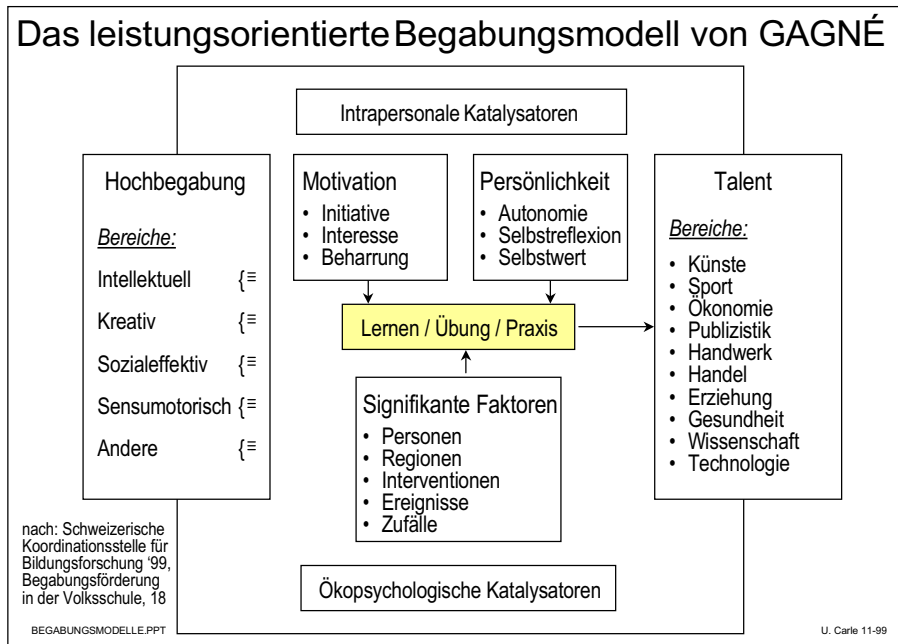 Das leistungsorientierte Begabungsmodell von GAGNÉ
Intrapersonale Katalysatoren
Hochbegabung
Bereiche:
Intellektuell {≡
Kreativ {≡
Sozialeffektiv {≡
Sensumotorisch {≡
Andere {≡
Motivation
• Initiative
• Interesse
• Beharrung
Persönlichkeit
• Autonomie
• Selbstreflexion
• Selbstwert
Lernen / Übung / Praxis
Signifikante Faktoren
• Personen
• Regionen
• Interventionen
• Ereignisse
• Zufälle
Talent
Bereiche:
• Künste
• Sport
• Ökonomie
• Publizistik
• Handwerk
• Handel
• Erziehung
• Gesundheit
• Wissenschaft
• Technologie
Ökopsychologische Katalysatoren
nach: Schweizerische
Koordinationsstelle für
Bildungsforschung ‘99,
Begabungsförderung
in der Volksschule, 18
BEGABUNGSMODELLE.PPT
U. Carle 11-99